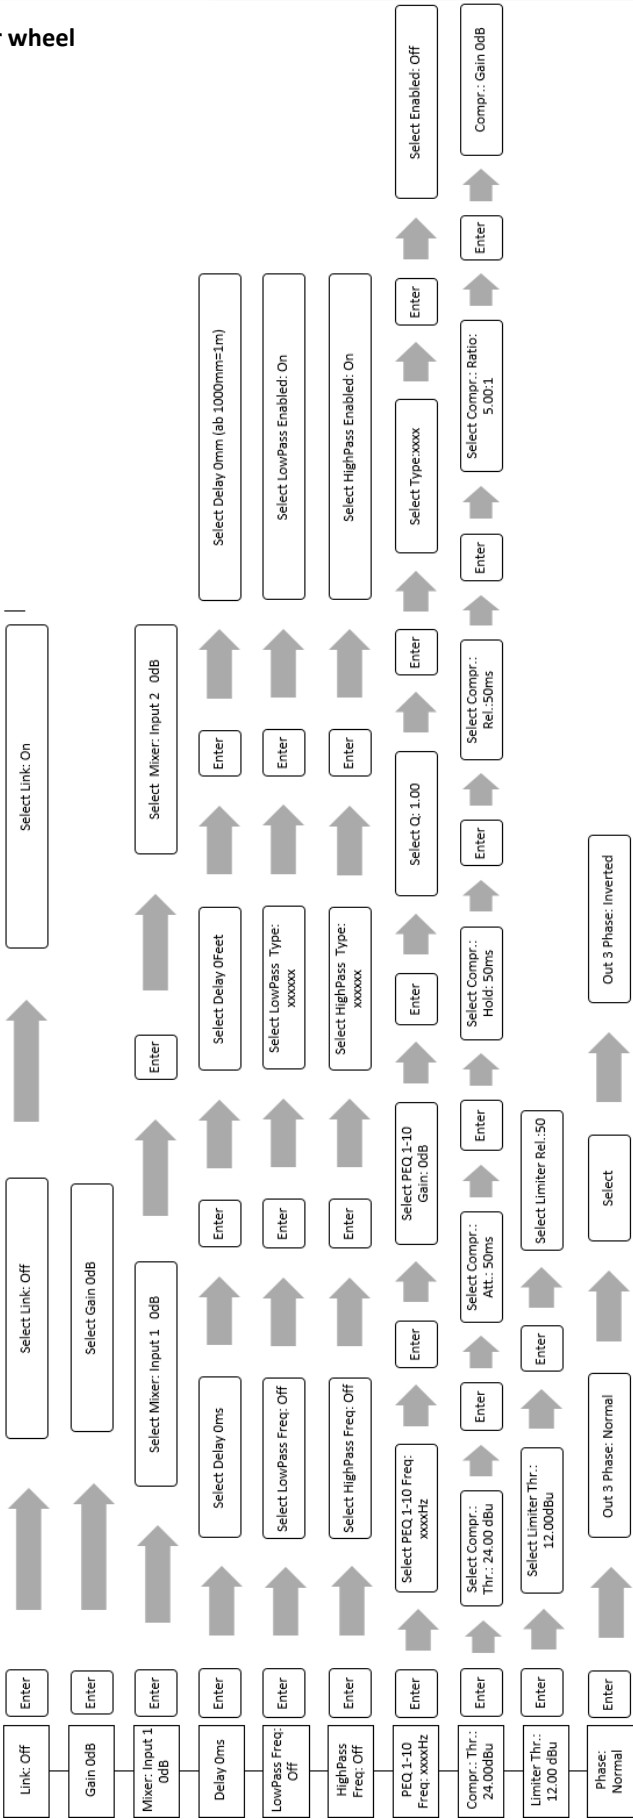 r wheel
Link: Off
Enter
Select Link: Off
Select Link: On
Gain 0dB
Enter
Select Gain 0dB
Mixer: Input 1
0dB
Enter
Select Mixer: Input 1 0dB
Enter
Select Mixer: Input 2 0dB
Delay 0ms
Enter
Select Delay 0ms
Enter
Select Delay 0Feet
Enter
Select Delay 0mm (ab 1000mm=1m)
LowPass Freq:
Off
Enter
Select LowPass Freq: Off
Enter
Select LowPass Type:
xxxxxx
Enter
Select LowPass Enabled: On
HighPass
Freq: Off
Enter
Select HighPass Freq: Off
Enter
Select HighPass Type:
xxxxxx
Enter
Select HighPass Enabled: On
PEQ 1-10
Freq: xxxxHz
Enter
Select PEQ 1-10 Freq:
xxxxHz
Enter
Select PEQ 1-10
Gain: 0dB
Enter
Select Q: 1.00
Enter
Select Type:xxxx
Enter
Select Enabled: Off
Compr.: Thr.:
24.00dBu
Enter
Select Compr.:
Thr.: 24.00 dBu
Enter
Select Compr.:
Att.: 50ms
Enter
Select Compr.:
Hold: 50ms
Enter
Select Compr.:
Rel.:50ms
Enter
Select Compr.: Ratio:
5.00:1
Enter
Compr.: Gain 0dB
Limiter Thr.:
12.00 dBu
Enter
Select Limiter Thr.:
12.00dBu
Enter
Select Limiter Rel.:50
Phase:
Normal
Enter
Out 3 Phase: Normal
Select
Out 3 Phase: Inverted